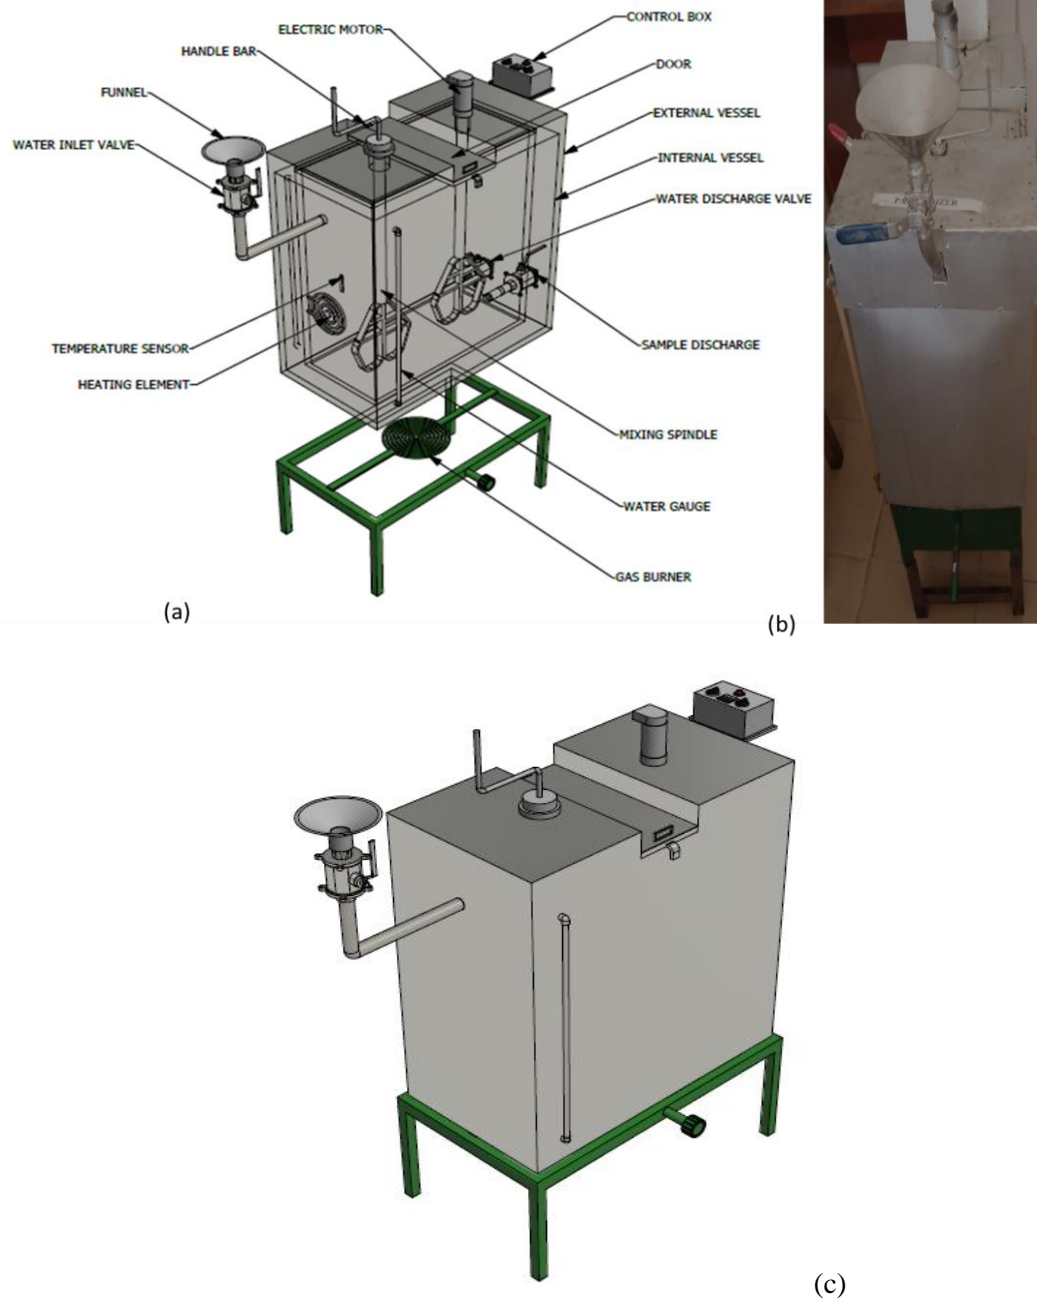 ELECTRIC MOTOR
CONTROL BOX
HANDLE BAR
DOOR
FUNNEL
EXTERNAL VESSEL
WATER INLET VALVE
INTERNAL VESSEL
WATER DISCHARGE VALVE
TEMPERATURE SENSOR
SAMPLE DISCHARGE
HEATING ELEMENT
MIXING SPINDLE
WATER GAUGE
GAS BURNER
(a)
(b)
(c)